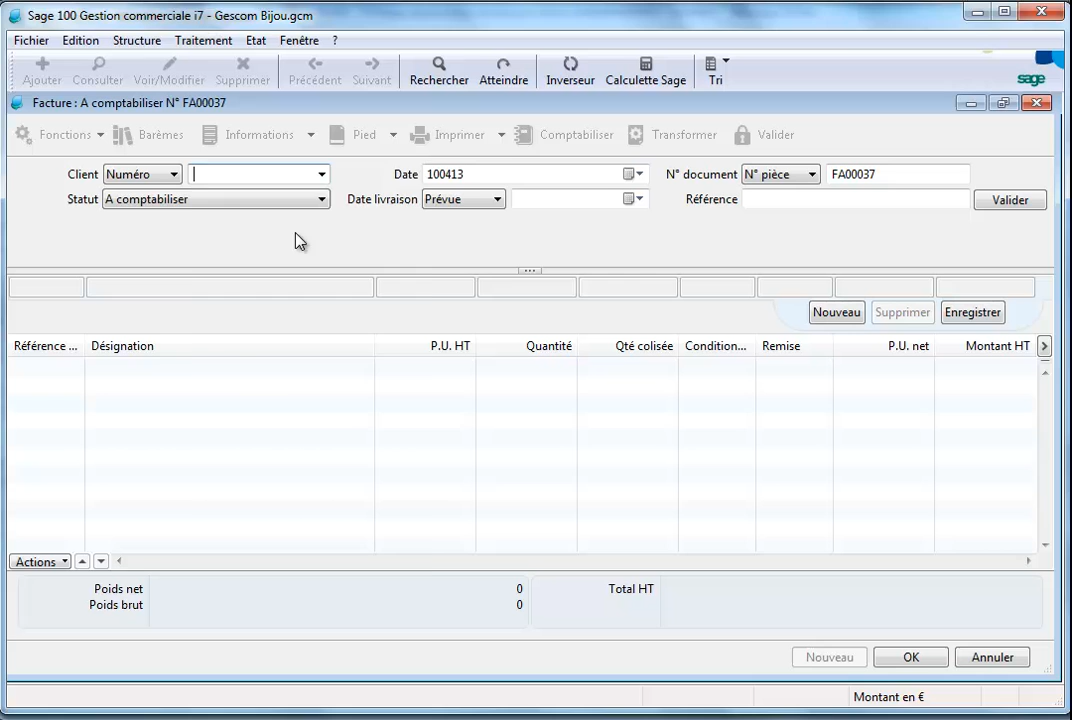 Sage 100 Gestion commerciale i7 - Gescom Bijou.gcm
Fichier Edition Structure Traitement Etat Fenêtre ?
Ajouter Consulter Voir/Modifier Supprimer Précédent Suivant Rechercher Atteindre Inverseur Calculette Sage Tri sage
Facture : A comptabiliser N° FA00037
Fonctions Barèmes Informations Pied Imprimer Comptabiliser Transformer Valider
Client Numéro Date 100413 N° document N° pièce FA00037
Statut A comptabiliser Date livraison Prévue Référence Valider
Nouveau Supprimer Enregistrer
Référence ... Désignation P.U. HT Quantité Qté colisée Condition... Remise P.U. net Montant HT
Actions
Poids net 0 Total HT
Poids brut 0
Nouveau OK Annuler
Montant en €